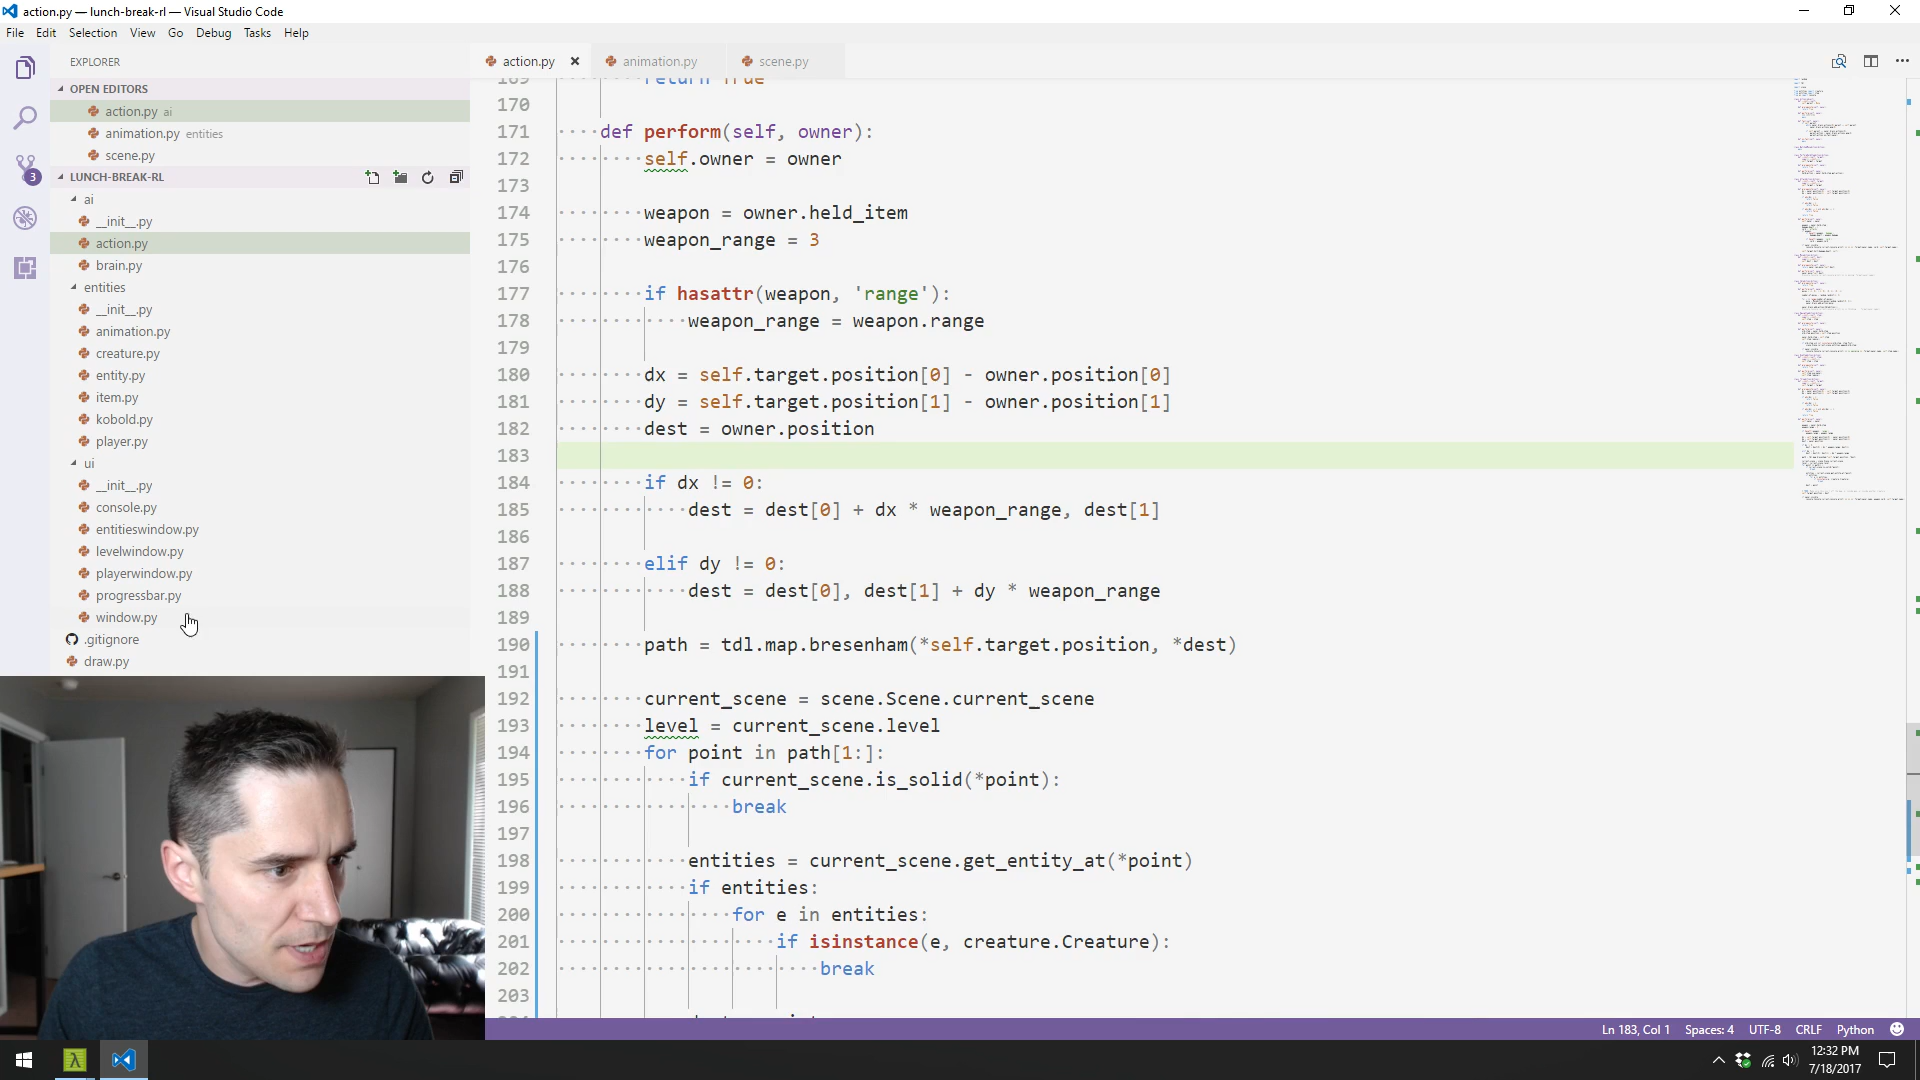 action.py — lunch-break-rl — Visual Studio Code
File Edit Selection View Go Debug Tasks Help
EXPLORER
OPEN EDITORS
action.py ai
animation.py entities
scene.py
LUNCH-BREAK-RL
ai
__init__.py
action.py
brain.py
entities
__init__.py
animation.py
creature.py
entity.py
item.py
kobold.py
player.py
ui
__init__.py
console.py
entitieswindow.py
levelwindow.py
playerwindow.py
progressbar.py
window.py
.gitignore
draw.py
3
action.py animation.py scene.py
169 return True
170
171 def perform(self, owner):
172 self.owner = owner
173
174 weapon = owner.held_item
175 weapon_range = 3
176
177 if hasattr(weapon, 'range'):
178 weapon_range = weapon.range
179
180 dx = self.target.position[0] - owner.position[0]
181 dy = self.target.position[1] - owner.position[1]
182 dest = owner.position
183
184 if dx != 0:
185 dest = dest[0] + dx * weapon_range, dest[1]
186
187 elif dy != 0:
188 dest = dest[0], dest[1] + dy * weapon_range
189
190 path = tdl.map.bresenham(*self.target.position, *dest)
191
192 current_scene = scene.Scene.current_scene
193 level = current_scene.level
194 for point in path[1:]:
195 if current_scene.is_solid(*point):
196 break
197
198 entities = current_scene.get_entity_at(*point)
199 if entities:
200 for e in entities:
201 if isinstance(e, creature.Creature):
202 break
203
Ln 183, Col 1 Spaces: 4 UTF-8 CRLF Python
12:32 PM
7/18/2017